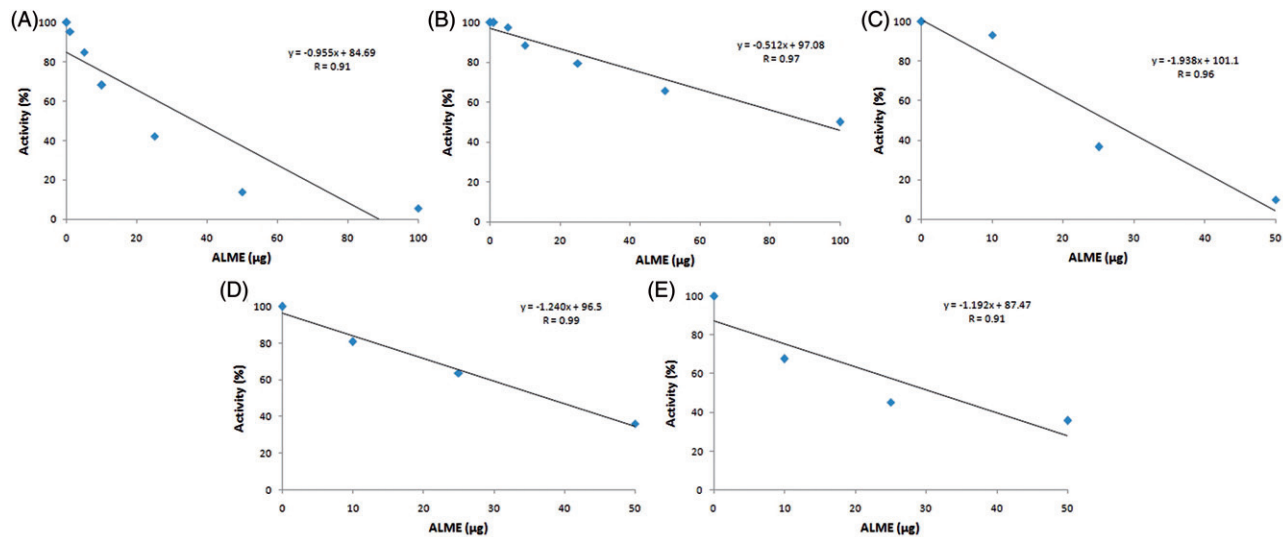 (A)
100
80
60
40
20
0
Activity (%)
y = -0.955x + 84.69
R = 0.91
0 20 40 60 80 100
ALME (µg)
(B)
100
80
60
40
20
0
Activity (%)
y = -0.512x + 97.08
R = 0.97
0 20 40 60 80 100
ALME (µg)
(C)
100
80
60
40
20
0
Activity (%)
y = -1.938x + 101.1
R = 0.96
0 10 20 30 40 50
ALME (µg)
(D)
100
80
60
40
20
0
Activity (%)
y = -1.240x + 96.5
R = 0.99
0 10 20 30 40 50
ALME (µg)
(E)
100
80
60
40
20
0
Activity (%)
y = -1.192x + 87.47
R = 0.91
0 10 20 30 40 50
ALME (µg)